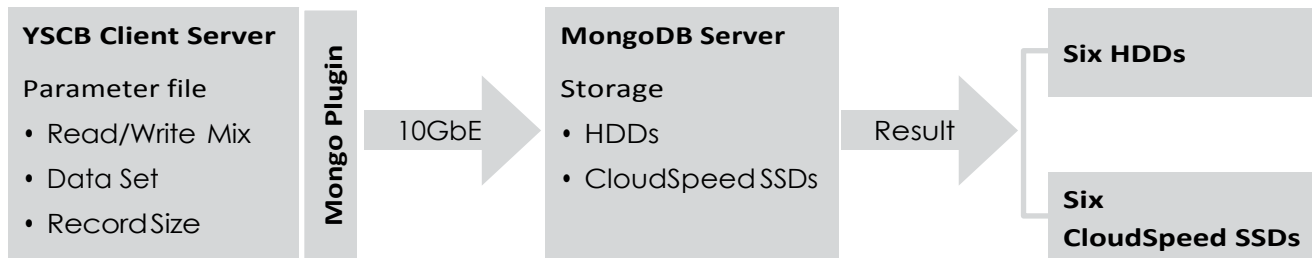 YSCB Client Server
Parameter file
• Read/Write Mix
• Data Set
• Record Size
Mongo Plugin
10GbE
MongoDB Server
Storage
• HDDs
• CloudSpeed SSDs
Result
Six HDDs
Six
CloudSpeed SSDs